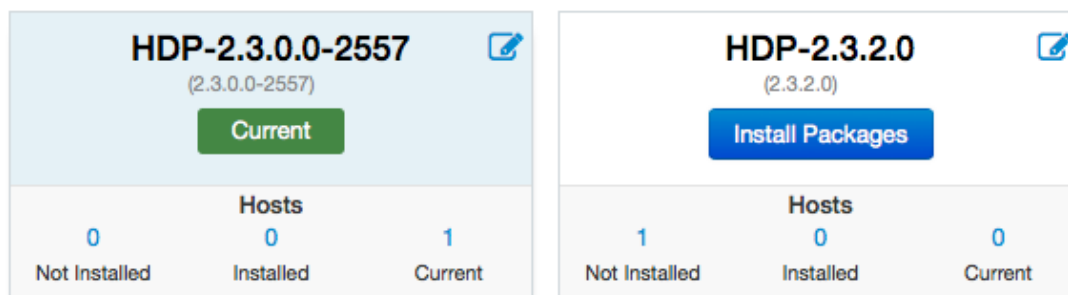 HDP-2.3.0.0-2557
(2.3.0.0-2557)
Current
Hosts
0 0 1
Not Installed Installed Current
HDP-2.3.2.0
(2.3.2.0)
Install Packages
Hosts
1 0 0
Not Installed Installed Current